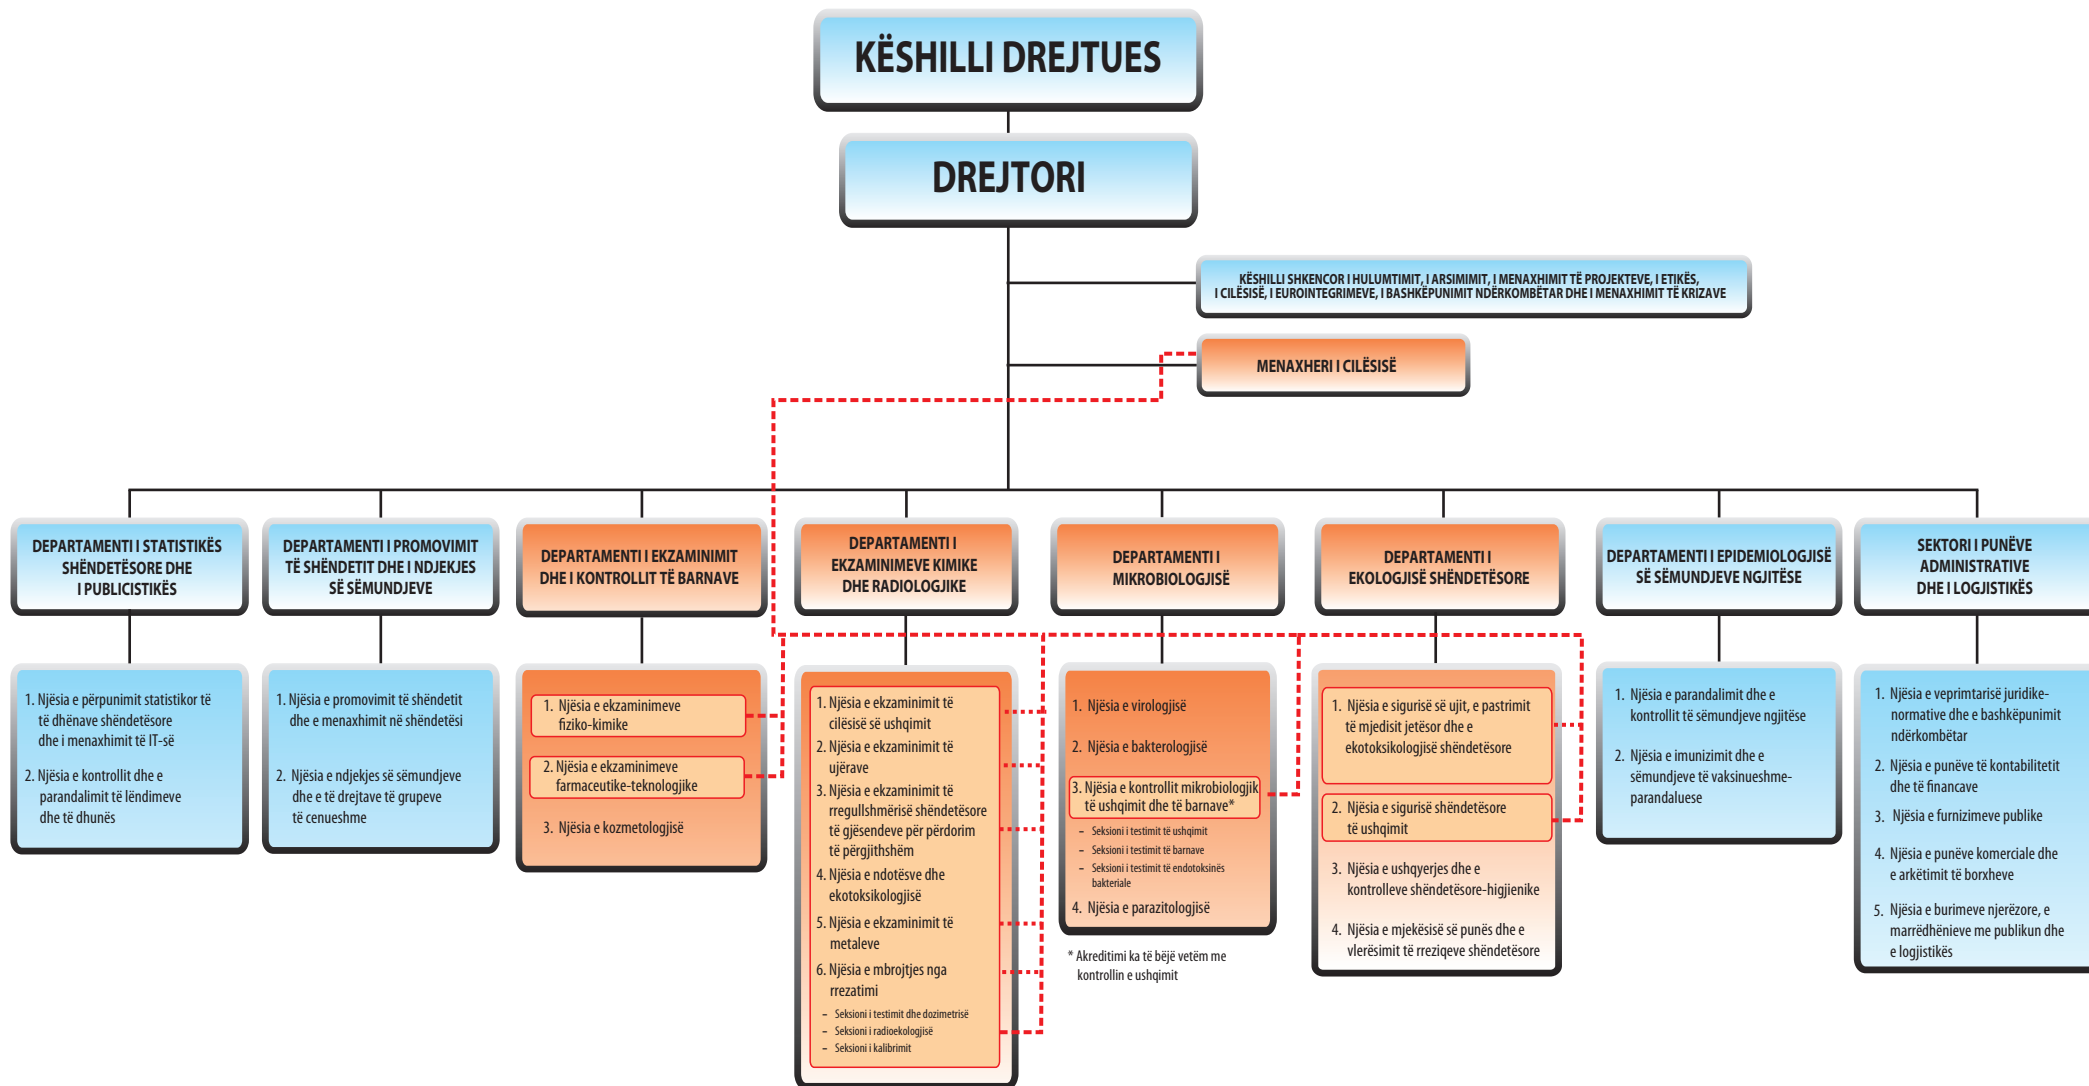 KËSHILLI DREJTUES
DREJTORI
KËSHILLI SHKENCOR I HULUMTIMIT, I ARSIMIMIT, I MENAXHIMIT TË PROJEKTEVE, I ETIKËS,
I CILËSISË, I EUROINTEGRIMEVE, I BASHKËPUNIMIT NDËRKOMBËTAR DHE I MENAXHIMIT TË KRIZAVE
MENAXHERI I CILËSISË
DEPARTAMENTI I STATISTIKËS
SHËNDETËSORE DHE
I PUBLICISTIKËS
DEPARTAMENTI I PROMOVIMIT
TË SHËNDETIT DHE I NDJEKJES
SË SËMUNDJEVE
DEPARTAMENTI I EKZAMINIMIT
DHE I KONTROLLIT TË BARNAVE
DEPARTAMENTI I
EKZAMINIMEVE KIMIKE
DHE RADIOLOGJIKE
DEPARTAMENTI I
MIKROBIOLOGJISË
DEPARTAMENTI I
EKOLOGJISË SHËNDETËSORE
DEPARTAMENTI I EPIDEMIOLOGJISË
SË SËMUNDJEVE NGJITËSE
SEKTORI I PUNËVE
ADMINISTRATIVE
DHE I LOGJISTIKËS
1. Njësia e përpunimit statistikor të
të dhënave shëndetësore
dhe i menaxhimit të IT-së
2. Njësia e kontrollit dhe e
parandalimit të lëndimeve
dhe të dhunës
1. Njësia e promovimit të shëndetit
dhe e menaxhimit në shëndetësi
2. Njësia e ndjekjes së sëmundjeve
dhe e të drejtave të grupeve
të cenueshme
1. Njësia e ekzaminimeve
fiziko-kimike
2. Njësia e ekzaminimeve
farmaceutike-teknologjike
3. Njësia e kozmetologjisë
1. Njësia e ekzaminimit të
cilësisë së ushqimit
2. Njësia e ekzaminimit të
ujërave
3. Njësia e ekzaminimit të
rregullshmërisë shëndetësore
të gjësendeve për përdorim
të përgjithshëm
4. Njësia e ndotësve dhe
ekotoksikologjisë
5. Njësia e ekzaminimit të
metaleve
6. Njësia e mbrojtjes nga
rrezatimi
– Seksioni i testimit dhe dozimetrisë
– Seksioni i radioekologjisë
– Seksioni i kalibrimit
1. Njësia e virologjisë
2. Njësia e bakterologjisë
3. Njësia e kontrollit mikrobiologjik
të ushqimit dhe të barnave*
– Seksioni i testimit të ushqimit
– Seksioni i testimit të barnave
– Seksioni i testimit të endotoksinës
bakteriale
4. Njësia e parazitologjisë
* Akreditimi ka të bëjë vetëm me
kontrollin e ushqimit
1. Njësia e sigurisë së ujit, e pastrimit
të mjedisit jetësor dhe e
ekotoksikologjisë shëndetësore
2. Njësia e sigurisë shëndetësore
të ushqimit
3. Njësia e ushqyerjes dhe e
kontrolleve shëndetësore-higjienike
4. Njësia e mjekësisë së punës dhe e
vlerësimit të rreziqeve shëndetësore
1. Njësia e parandalimit dhe e
kontrollit të sëmundjeve ngjitëse
2. Njësia e imunizimit dhe e
sëmundjeve të vaksinueshme-
parandaluese
1. Njësia e veprimtarisë juridike-
normative dhe e bashkëpunimit
ndërkombëtar
2. Njësia e punëve të kontabilitetit
dhe të financave
3. Njësia e furnizimeve publike
4. Njësia e punëve komerciale dhe
e arkëtimit të borxheve
5. Njësia e burimeve njerëzore, e
marrëdhënieve me publikun dhe
e logjistikës